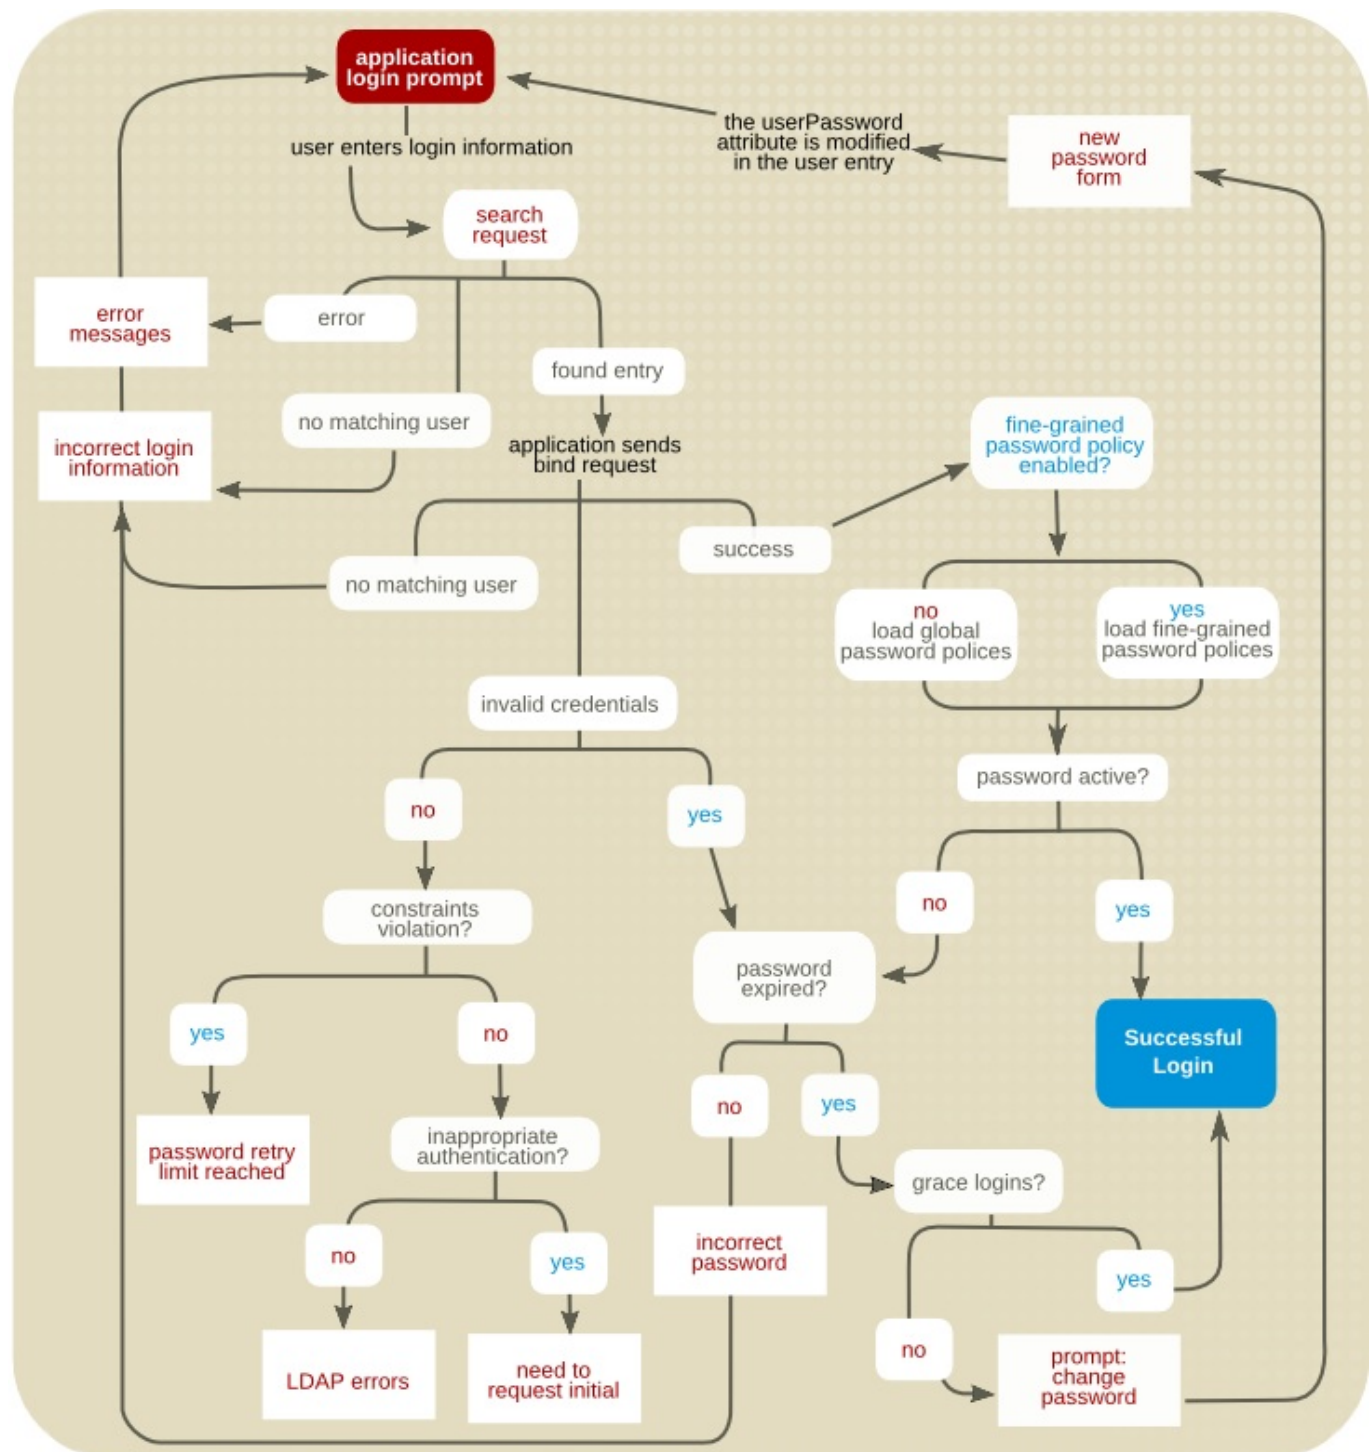 application
login prompt
user enters login information
the userPassword
attribute is modified
in the user entry
new
password
form
search
request
error
messages
error
found entry
no matching user
incorrect login
information
application sends
bind request
fine-grained
password policy
enabled?
success
no matching user
no
load global
password polices
yes
load fine-grained
password polices
invalid credentials
password active?
no
yes
no
yes
constraints
violation?
password
expired?
yes
no
Successful
Login
no
yes
password retry
limit reached
inappropriate
authentication?
grace logins?
no
yes
incorrect
password
yes
no
LDAP errors
need to
request initial
prompt:
change
password